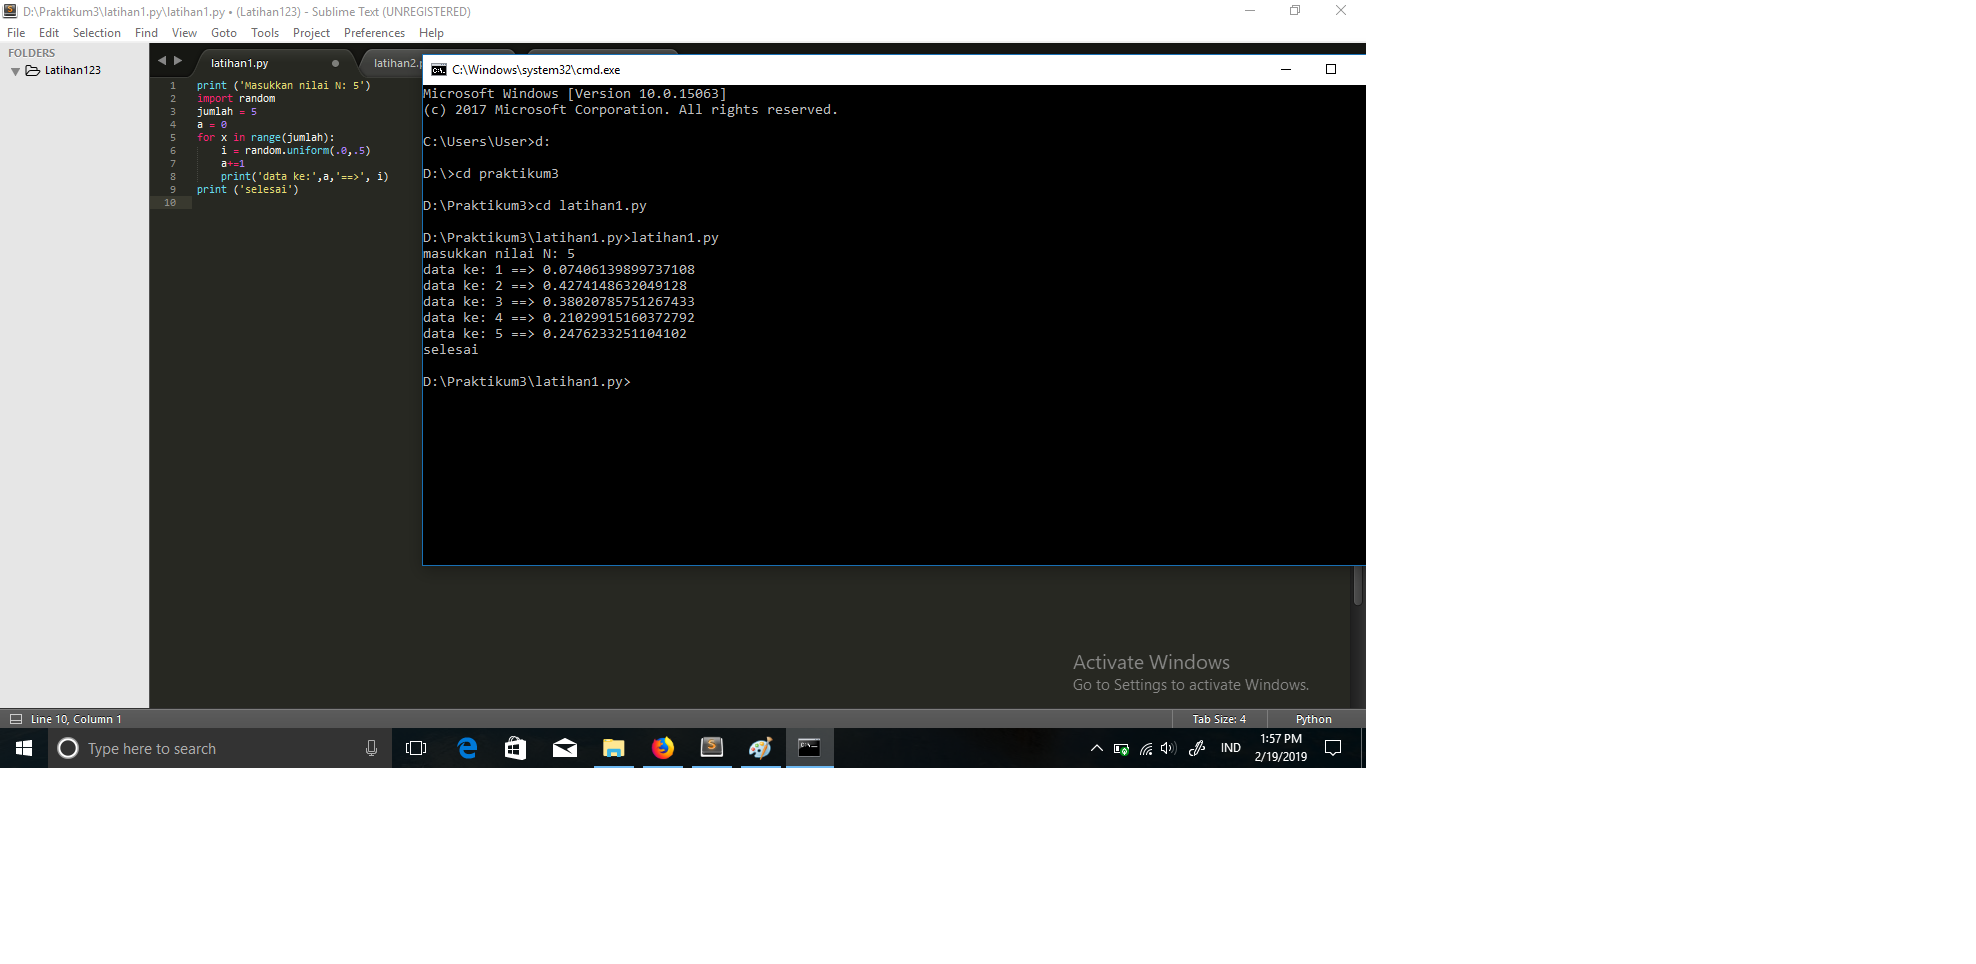 D:\Praktikum3\latihan1.py\latihan1.py • (Latihan123) - Sublime Text (UNREGISTERED)
File Edit Selection Find View Goto Tools Project Preferences Help
FOLDERS
Latihan123
latihan1.py
latihan2.p
1 print ('Masukkan nilai N: 5')
2 import random
3 jumlah = 5
4 a = 0
5 for x in range(jumlah):
6 i = random.uniform(.0,.5)
7 a+=1
8 print('data ke:',a,'==>', i)
9 print ('selesai')
10
C:\Windows\system32\cmd.exe
Microsoft Windows [Version 10.0.15063]
(c) 2017 Microsoft Corporation. All rights reserved.
C:\Users\User>d:
D:\>cd praktikum3
D:\Praktikum3>cd latihan1.py
D:\Praktikum3\latihan1.py>latihan1.py
masukkan nilai N: 5
data ke: 1 ==> 0.07406139899737108
data ke: 2 ==> 0.4274148632049128
data ke: 3 ==> 0.38020785751267433
data ke: 4 ==> 0.21029915160372792
data ke: 5 ==> 0.2476233251104102
selesai
D:\Praktikum3\latihan1.py>
Activate Windows
Go to Settings to activate Windows.
Line 10, Column 1
Tab Size: 4
Python
Type here to search
IND
1:57 PM
2/19/2019